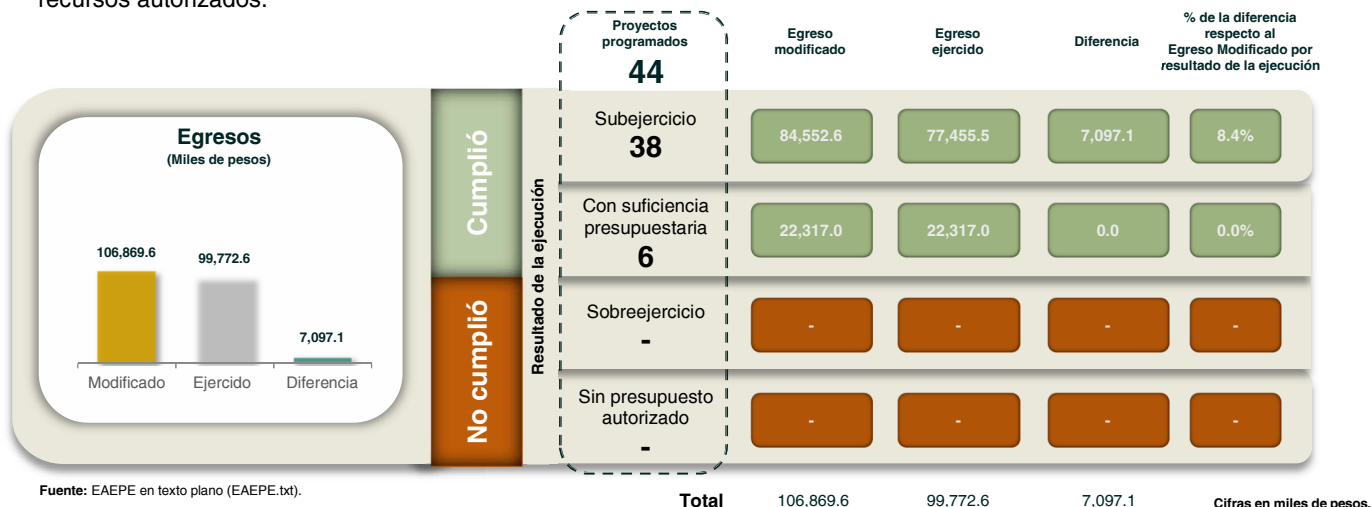 recursos autorizados.
Proyectos
programados
44
Egreso
modificado
Egreso
ejercido
Diferencia
% de la diferencia
respecto al
Egreso Modificado por
resultado de la ejecución
Egresos
(Miles de pesos)
106,869.6
99,772.6
7,097.1
Modificado
Ejercido
Diferencia
Cumplió
No cumplió
Resultado de la ejecución
Subejercicio
38
84,552.6
77,455.5
7,097.1
8.4%
Con suficiencia
presupuestaria
6
22,317.0
22,317.0
0.0
0.0%
Sobreejercicio
-
-
-
-
-
Sin presupuesto
autorizado
-
-
-
-
-
Fuente: EAEPE en texto plano (EAEPE.txt).
Total 106,869.6 99,772.6 7,097.1
Cifras en miles de pesos.